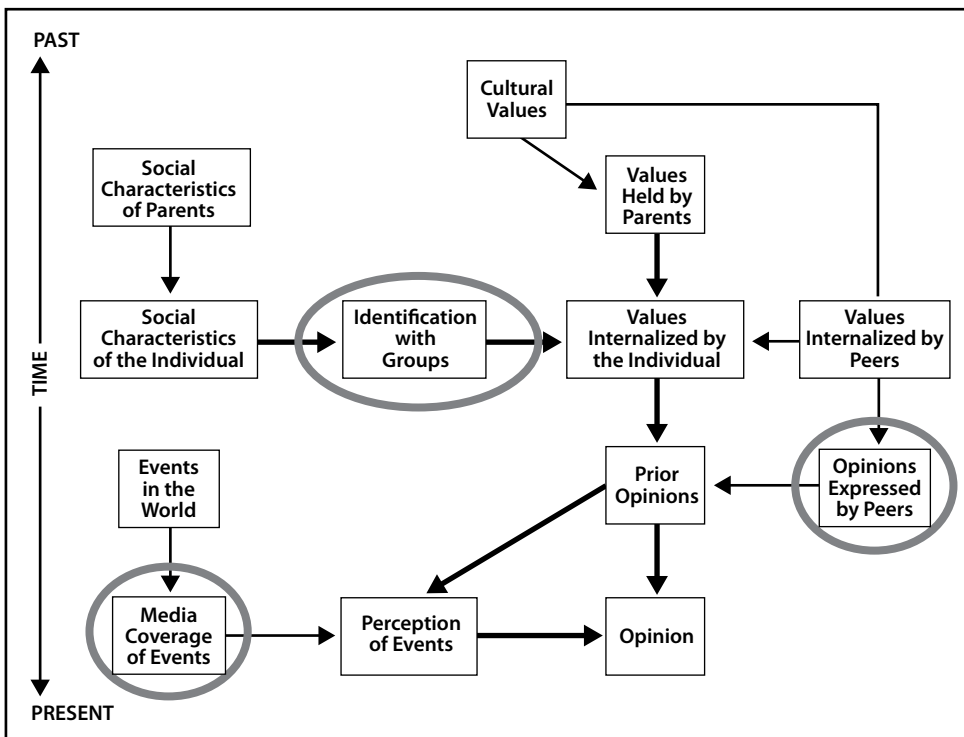 PAST
Cultural
Values
Social
Characteristics
of Parents
Values
Held by
Parents
TIME
Social
Characteristics
of the Individual
Identification
with
Groups
Values
Internalized by
the Individual
Values
Internalized by
Peers
Events
in the
World
Prior
Opinions
Opinions
Expressed
by Peers
Media
Coverage
of Events
Perception
of Events
Opinion
PRESENT